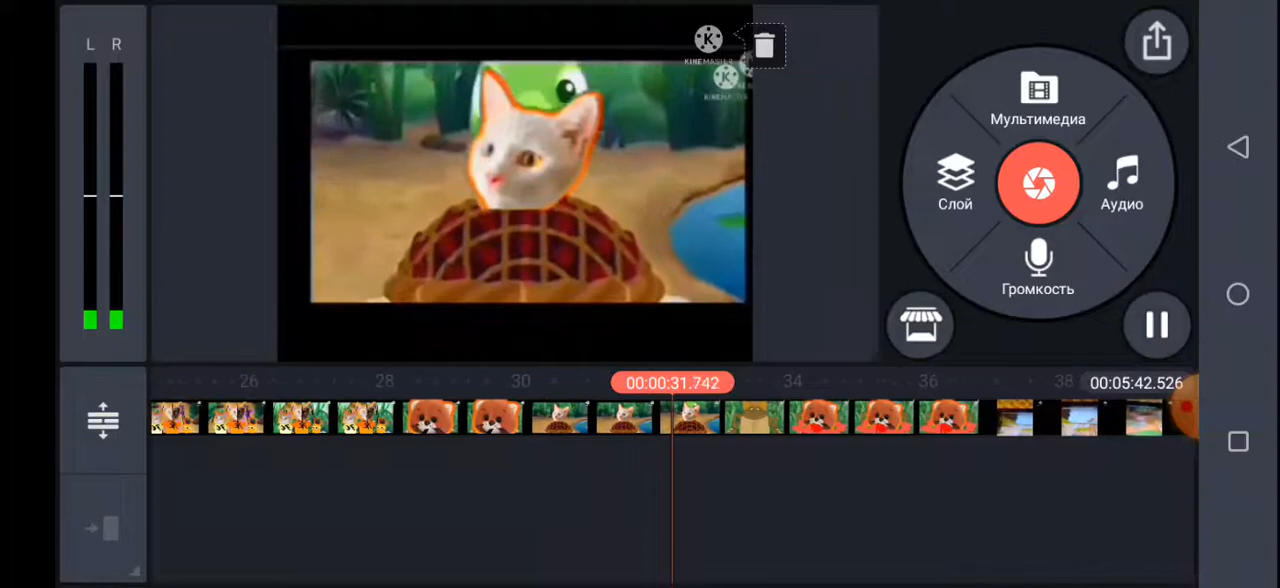 L R
KINEMASTER
Мультимедиа
Слой
Аудио
Громкость
26 28 30 00:00:31.742 34 36 38 00:05:42.526